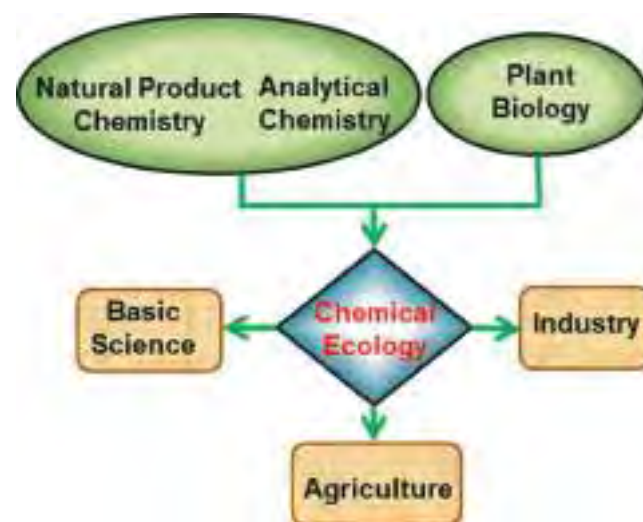 Natural Product
Chemistry
Analytical
Chemistry
Plant
Biology
Chemical
Ecology
Basic
Science
Industry
Agriculture